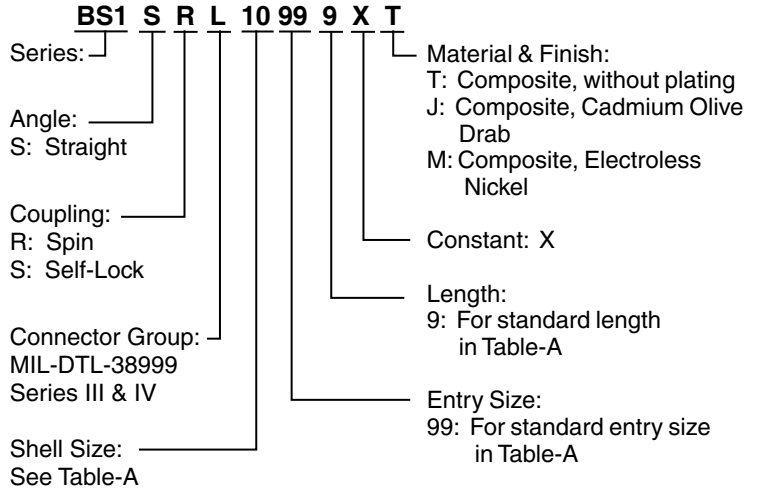 BS1 S R L 10 99 9 X T
Series:
Angle:
S: Straight
Coupling:
R: Spin
S: Self-Lock
Connector Group:
MIL-DTL-38999
Series III & IV
Shell Size:
See Table-A
Material & Finish:
T: Composite, without plating
J: Composite, Cadmium Olive
Drab
M: Composite, Electroless
Nickel
Constant: X
Length:
9: For standard length
in Table-A
Entry Size:
99: For standard entry size
in Table-A